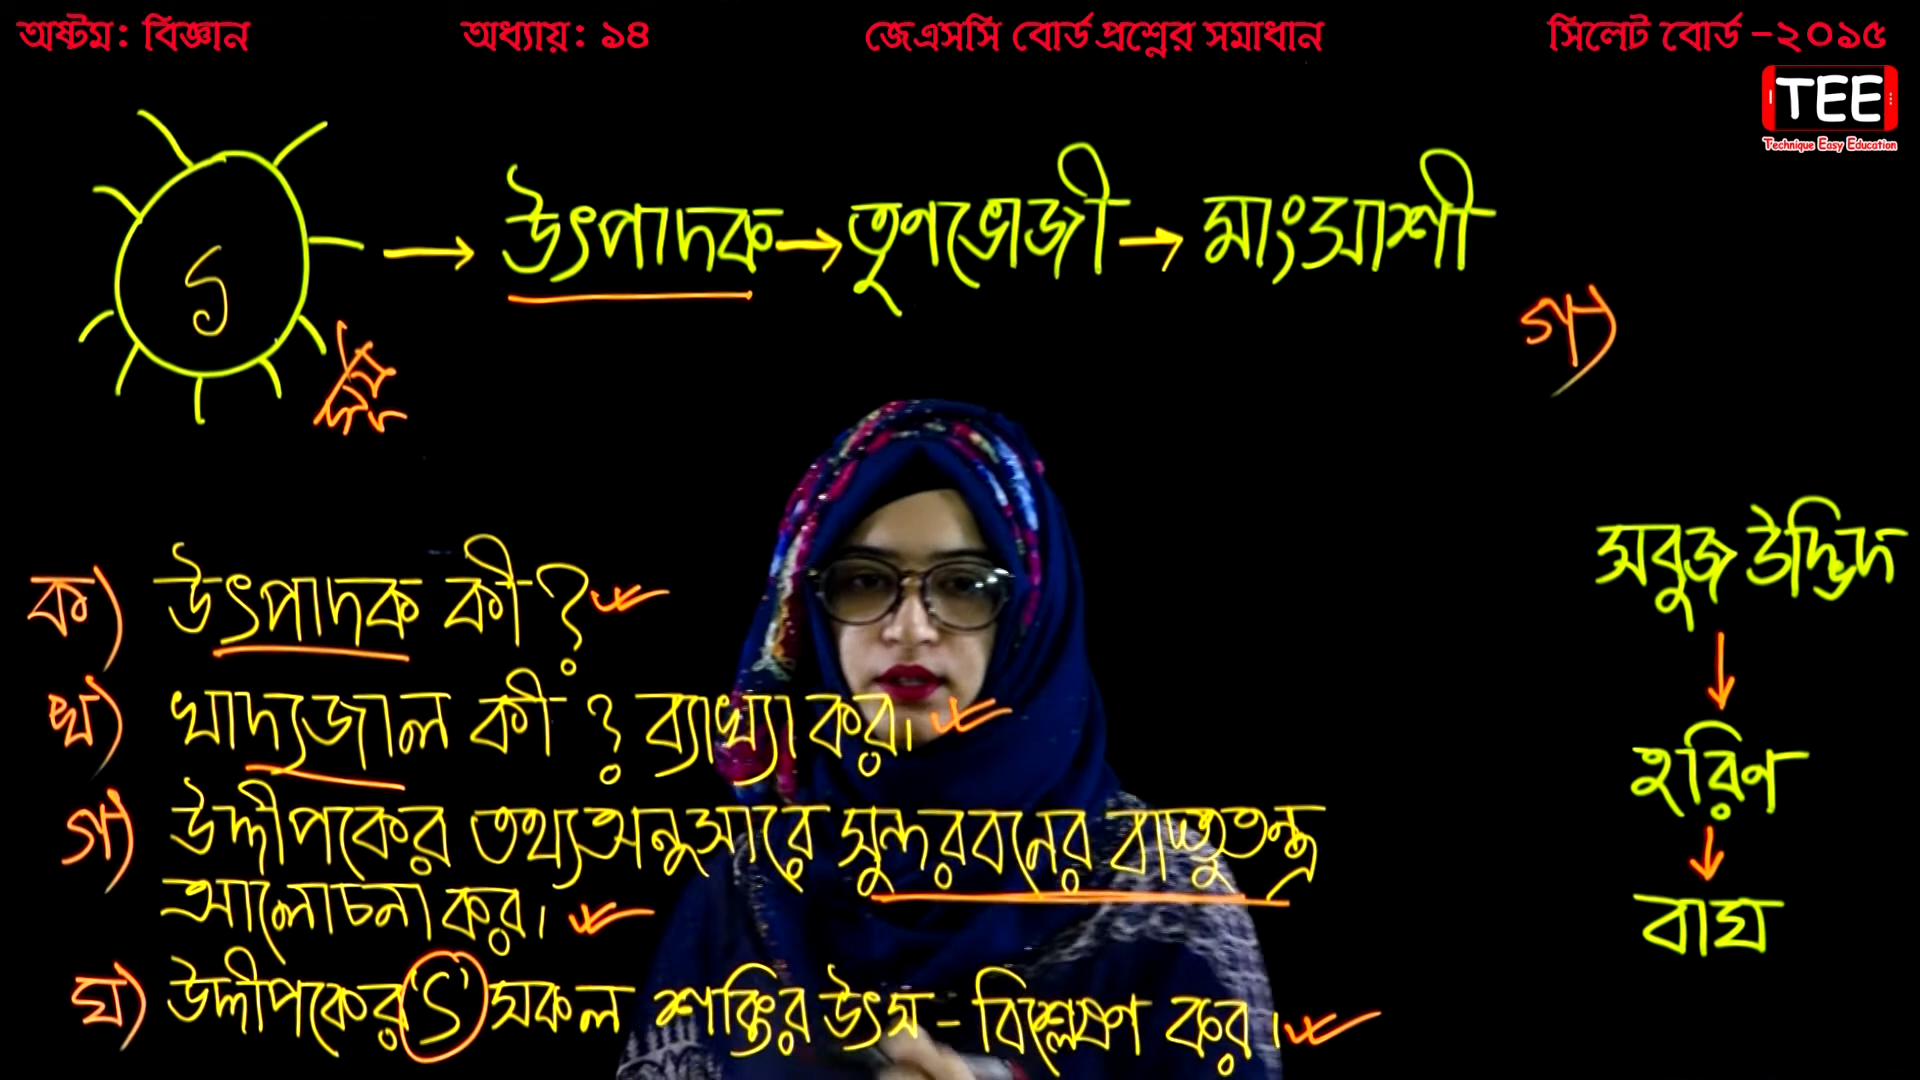 অষ্টম: বিজ্ঞান অধ্যায়: ১৪ জেএসসি বোর্ড প্রশ্নের সমাধান সিলেট বোর্ড -২০১৫
TEE
Technique Easy Education
S → উৎপাদক → তৃণভোজী → মাংসাশী
গ)
ক) উৎপাদক কী?
খ) খাদ্যজাল কী? ব্যাখ্যা কর।
গ) উদ্দীপকের তথ্যঅনুসারে সুন্দরবনের বাস্তুতন্ত্র
আলোচনা কর।
ঘ) উদ্দীপকের 'S' সকল শক্তির উৎস - বিশ্লেষণ কর।
সবুজ উদ্ভিদ
↓
হরিণ
↓
বাঘ